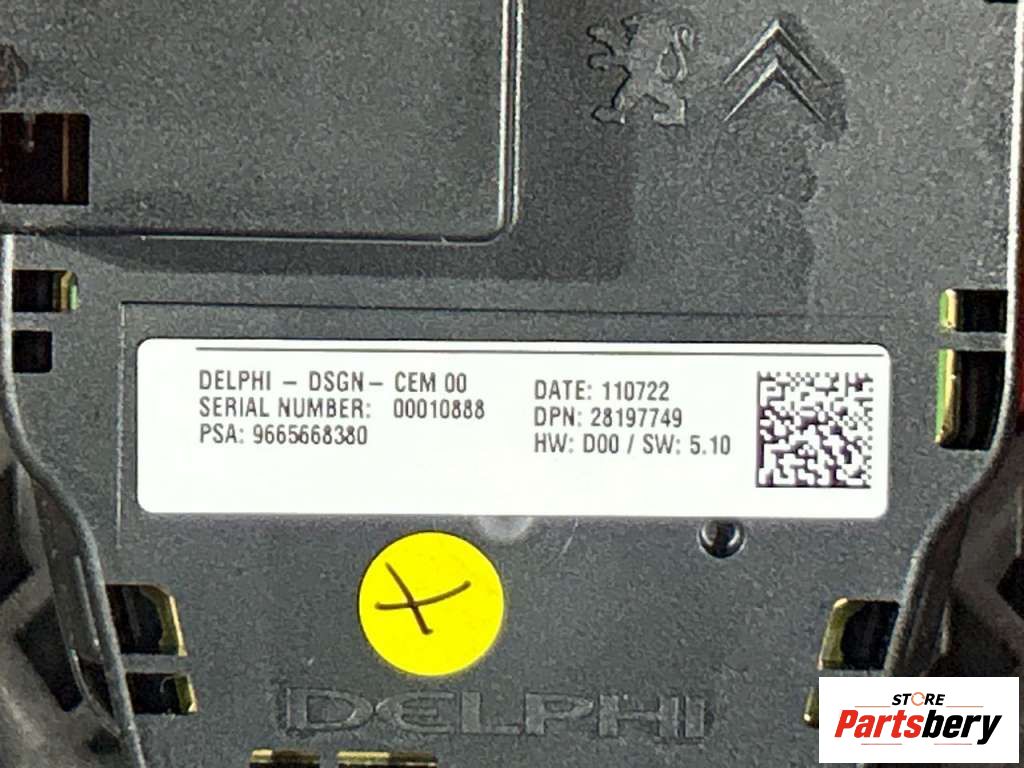 DELPHI - DSGN - CEM 00
SERIAL NUMBER: 00010888
PSA: 9665668380
DATE: 110722
DPN: 28197749
HW: D00 / SW: 5.10
DELPHI
STORE
Partsbery